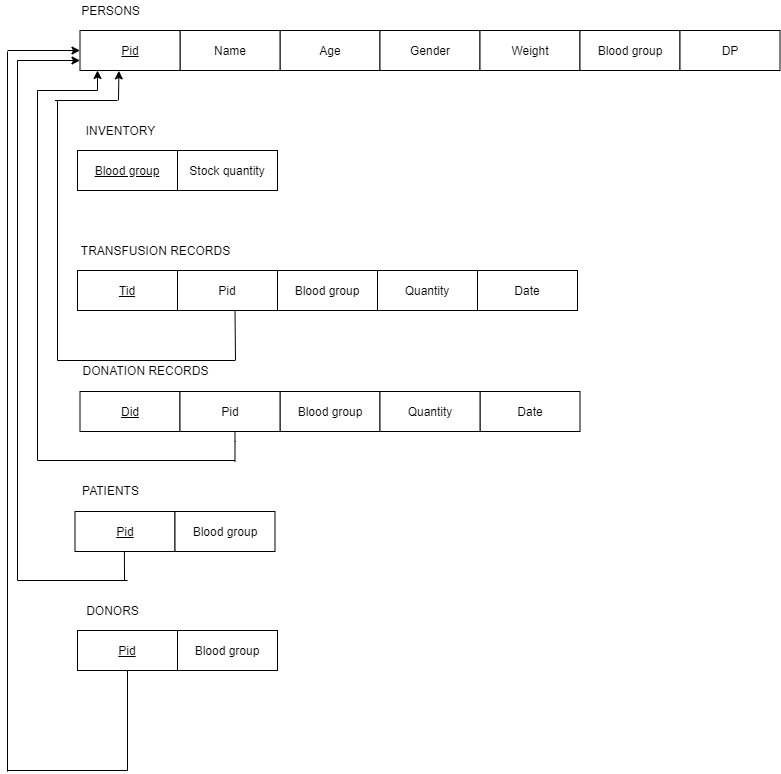 PERSONS
Pid Name Age Gender Weight Blood group DP
INVENTORY
Blood group Stock quantity
TRANSFUSION RECORDS
Tid Pid Blood group Quantity Date
DONATION RECORDS
Did Pid Blood group Quantity Date
PATIENTS
Pid Blood group
DONORS
Pid Blood group